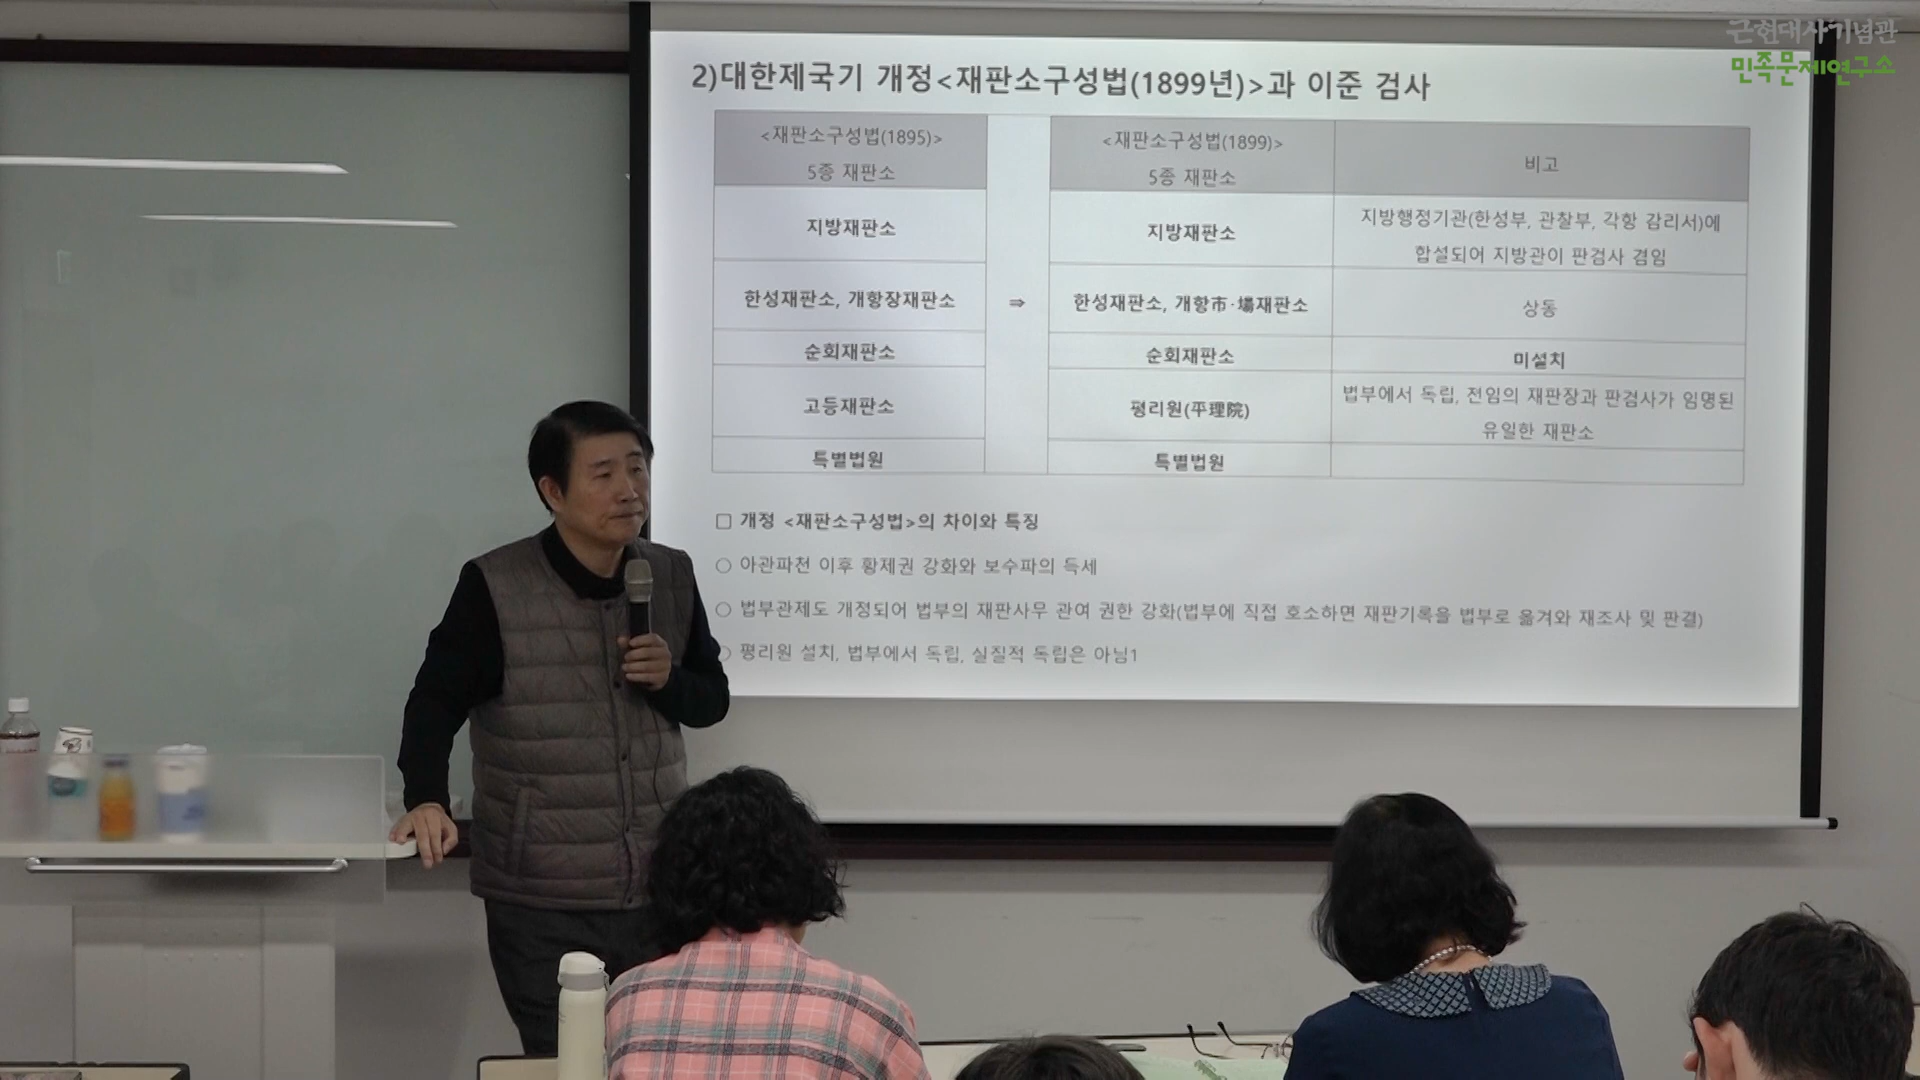 근현대사기념관
민족문제연구소
2)대한제국기 개정<재판소구성법(1899년)>과 이준 검사
<재판소구성법(1895)>
5종 재판소
<재판소구성법(1899)>
5종 재판소
비고
지방재판소
지방재판소
지방행정기관(한성부, 관찰부, 각항 감리서)에
합설되어 지방관이 판검사 겸임
한성재판소, 개항장재판소
⇒
한성재판소, 개항市·場재판소
상동
순회재판소
순회재판소
미설치
고등재판소
평리원(平理院)
법부에서 독립, 전임의 재판장과 판검사가 임명된
유일한 재판소
특별법원
특별법원
□ 개정 <재판소구성법>의 차이와 특징
○ 아관파천 이후 황제권 강화와 보수파의 득세
○ 법부관제도 개정되어 법부의 재판사무 관여 권한 강화(법부에 직접 호소하면 재판기록을 법부로 옮겨와 재조사 및 판결)
○ 평리원 설치, 법부에서 독립, 실질적 독립은 아님1